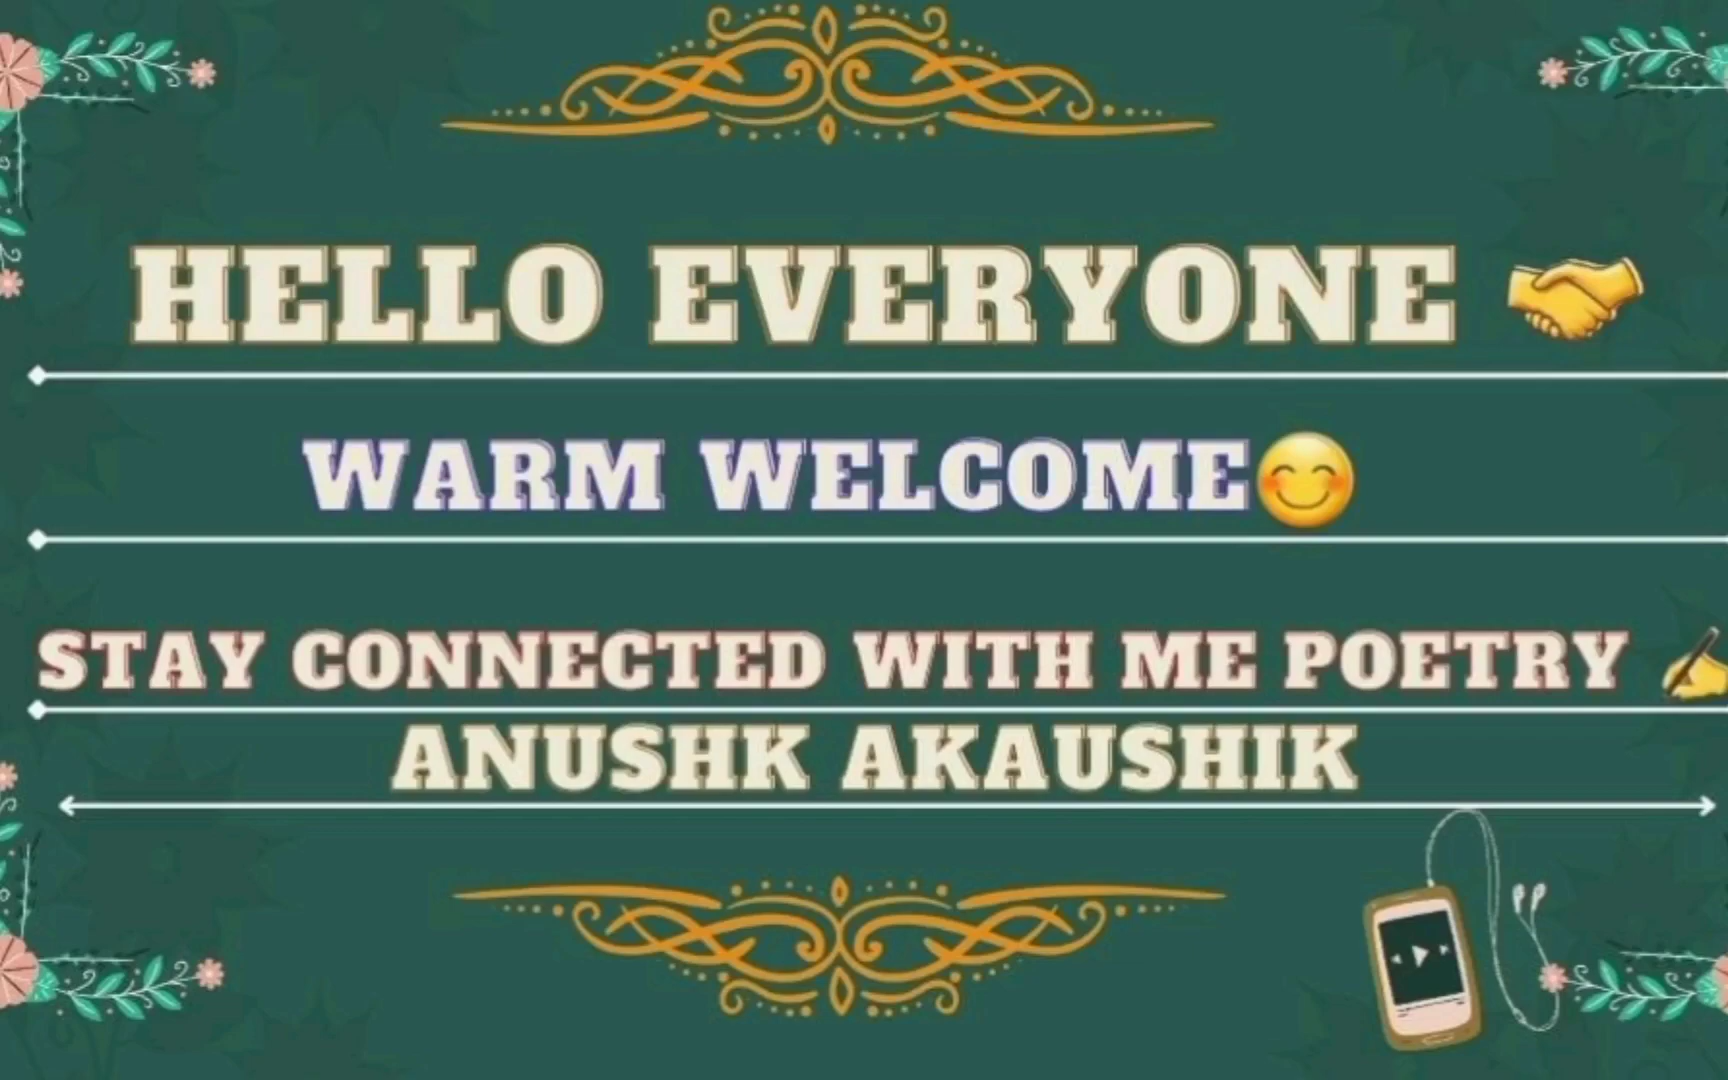 HELLO EVERYONE 🤝
WARM WELCOME😊
STAY CONNECTED WITH ME POETRY ✍
ANUSHK AKAUSHIK